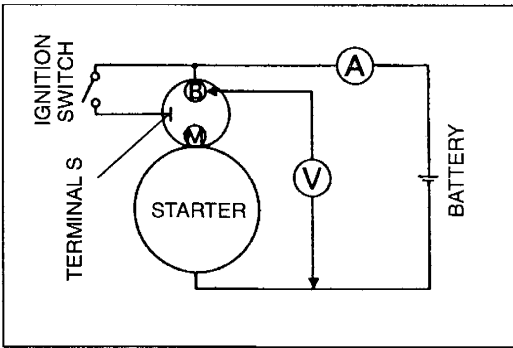 IGNITION
SWITCH
B
A
TERMINAL S
M
V
STARTER
BATTERY